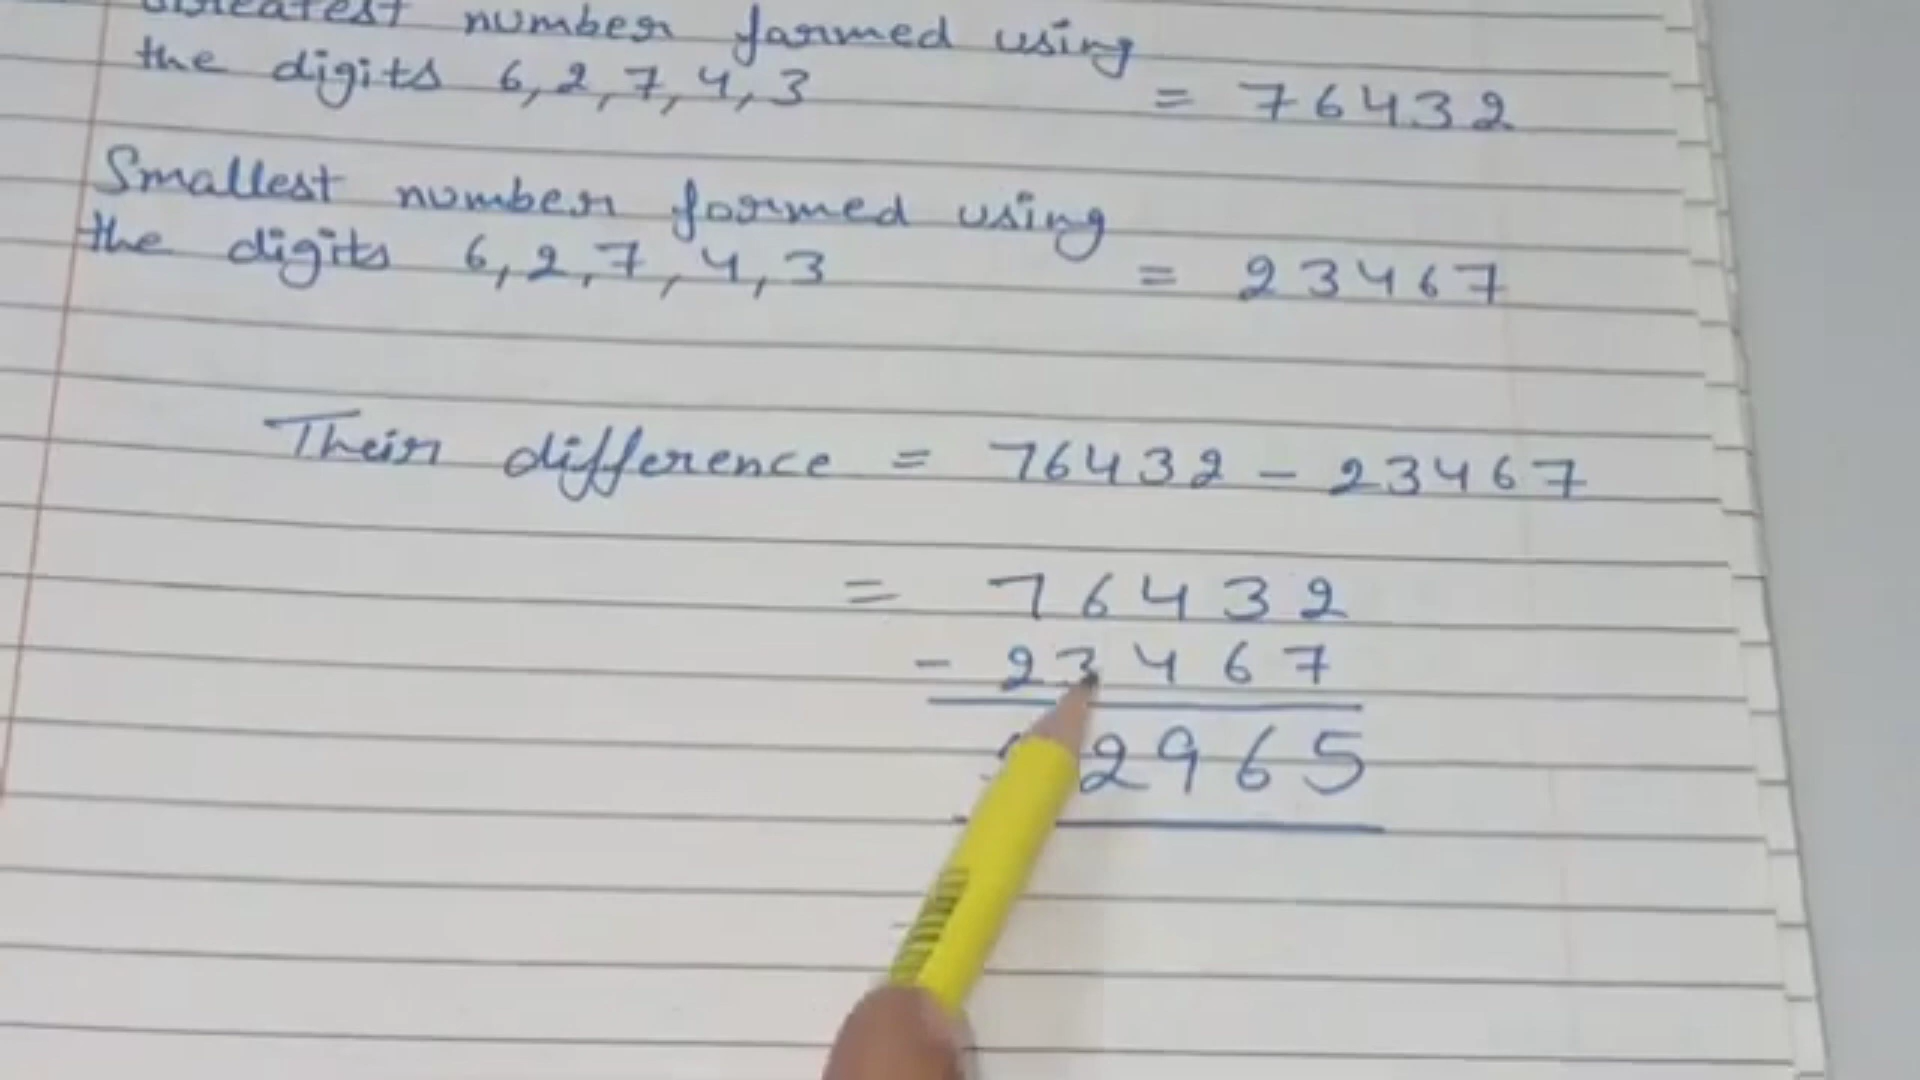 Greatest number formed using
the digits 6, 2, 7, 4, 3 = 76432
Smallest number formed using
the digits 6, 2, 7, 4, 3 = 23467
Their difference = 76432 - 23467
= 76432
- 23467
2965